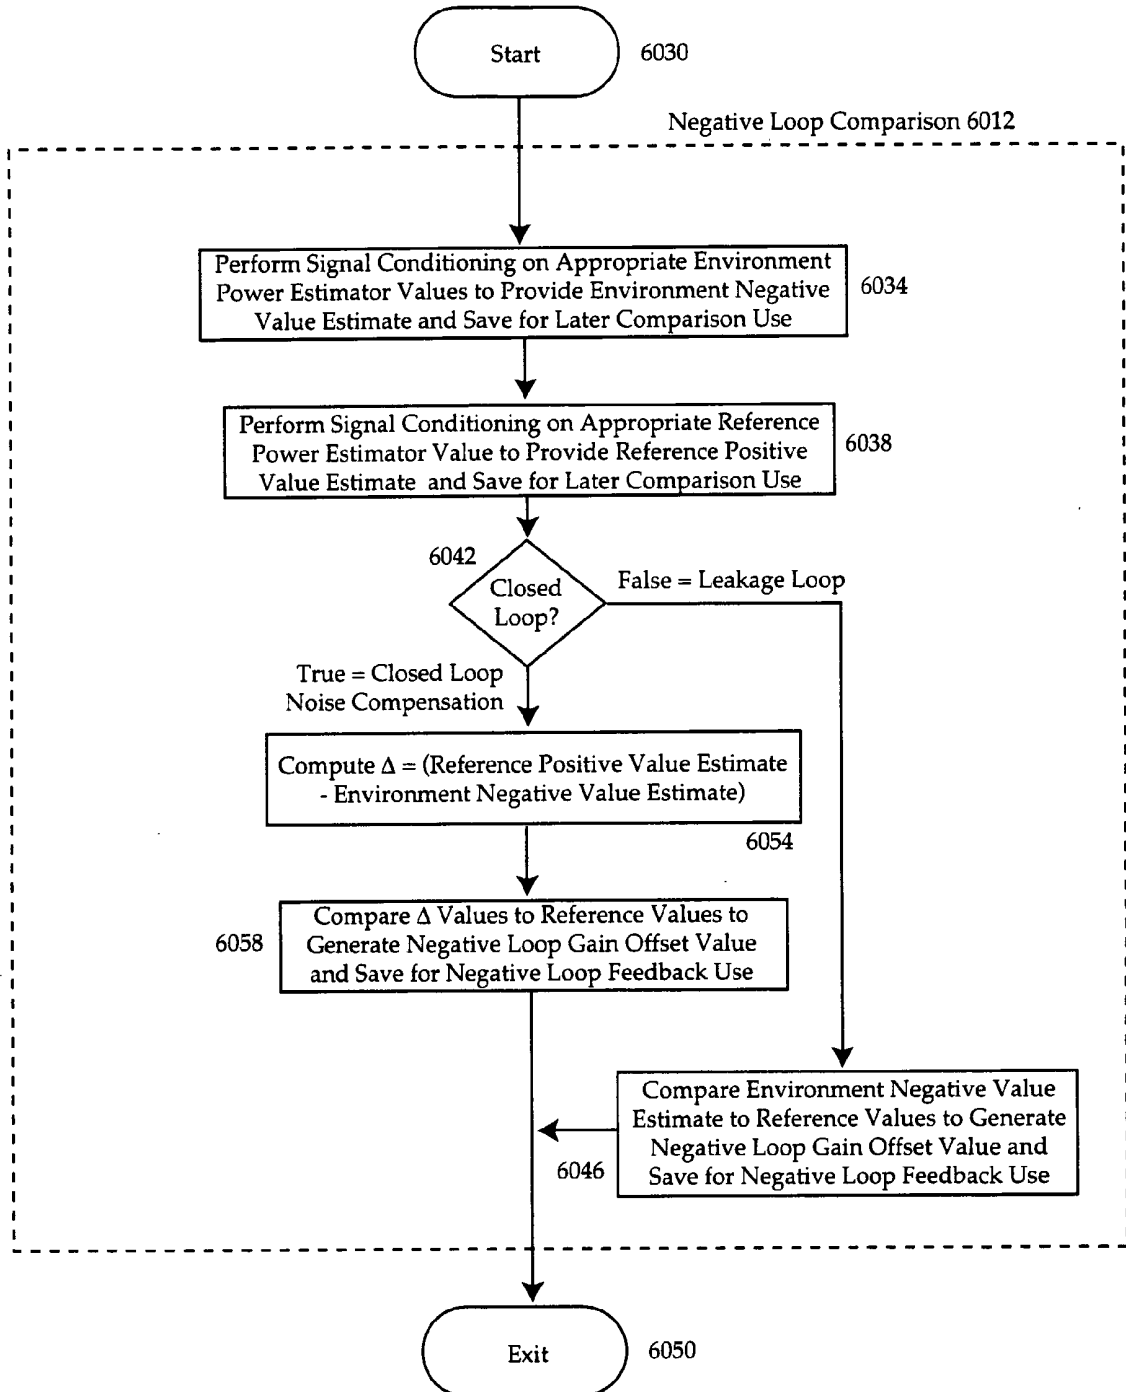 Start
6030
Negative Loop Comparison 6012
Perform Signal Conditioning on Appropriate Environment
Power Estimator Values to Provide Environment Negative
Value Estimate and Save for Later Comparison Use
6034
Perform Signal Conditioning on Appropriate Reference
Power Estimator Value to Provide Reference Positive
Value Estimate and Save for Later Comparison Use
6038
6042
Closed
Loop?
False = Leakage Loop
True = Closed Loop
Noise Compensation
Compute Δ = (Reference Positive Value Estimate
- Environment Negative Value Estimate)
6054
6058
Compare Δ Values to Reference Values to
Generate Negative Loop Gain Offset Value
and Save for Negative Loop Feedback Use
Compare Environment Negative Value
Estimate to Reference Values to Generate
Negative Loop Gain Offset Value and
Save for Negative Loop Feedback Use
6046
Exit
6050